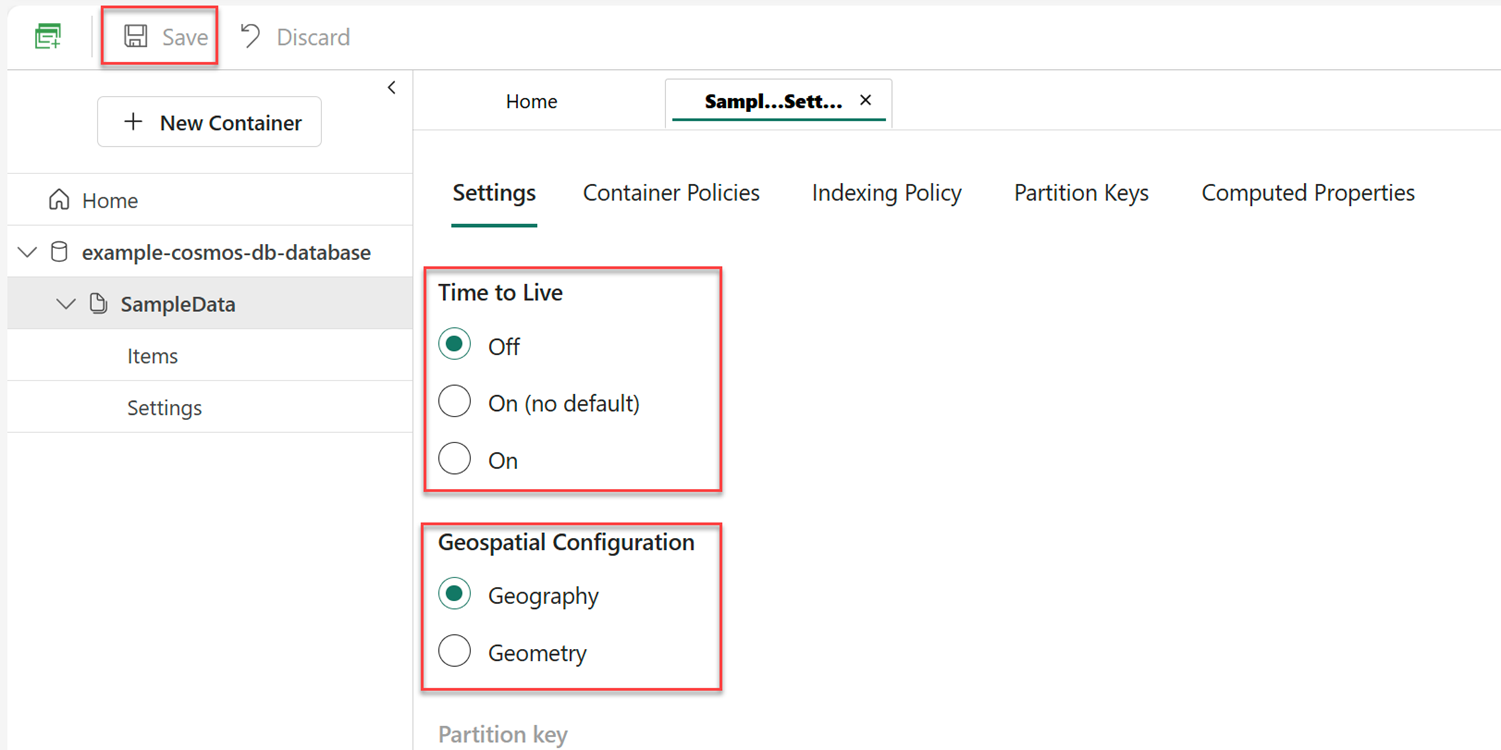 Save
Discard
New Container
Home
example-cosmos-db-database
SampleData
Items
Settings
Home
Sampl...Sett...
Settings
Container Policies
Indexing Policy
Partition Keys
Computed Properties
Time to Live
Off
On (no default)
On
Geospatial Configuration
Geography
Geometry
Partition key